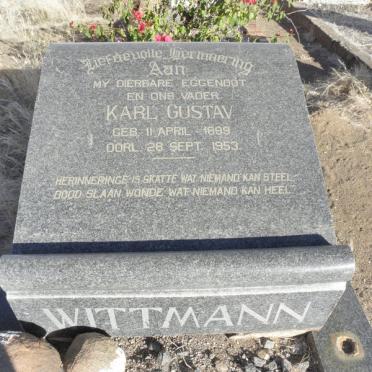 Liefdevolle Herinnering
Aan
MY DIERBARE EGGENOOT
EN ONS VADER
KARL GUSTAV
GEB. 11 APRIL - 1889
OORL. 28 SEPT. 1953.
HERINNERINGE IS SKATTE WAT NIEMAND KAN STEEL,
DOOD SLAAN WONDE WAT NIEMAND KAN HEEL.
WITTMANN